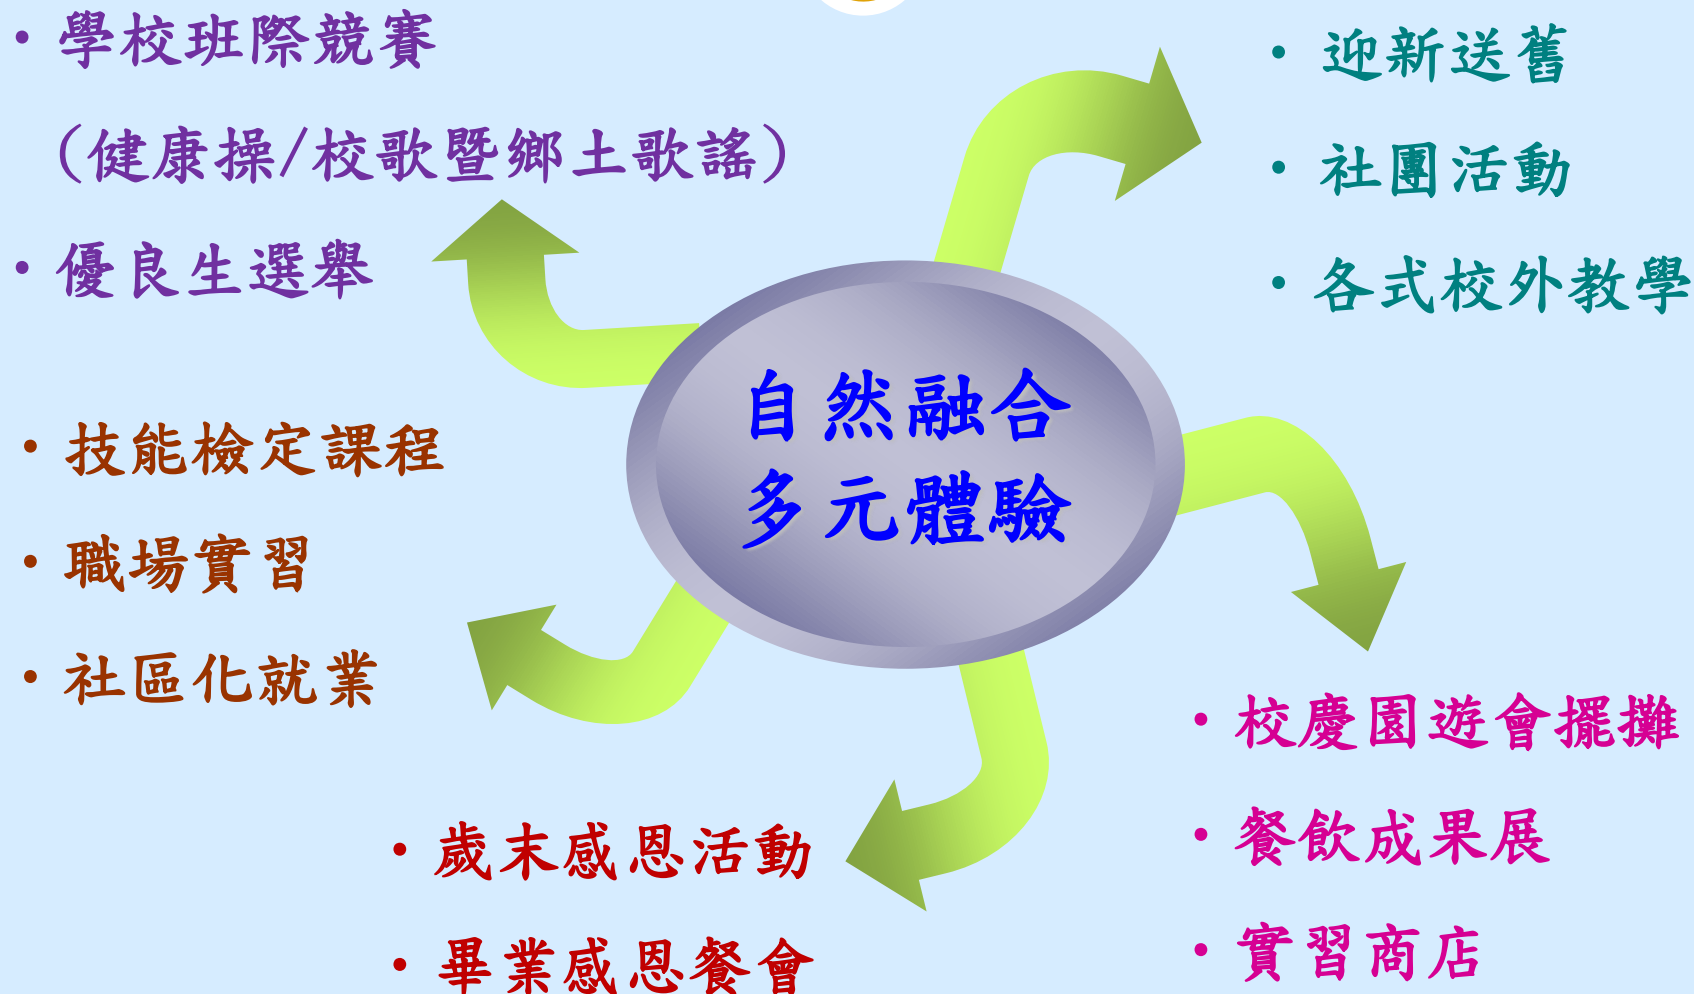 ・學校班際競賽
(健康操/校歌暨鄉土歌謠)
・優良生選舉
・迎新送舊
・社團活動
・各式校外教學
自然融合
多元體驗
・技能檢定課程
・職場實習
・社區化就業
・校慶園遊會擺攤
・餐飲成果展
・實習商店
・歲末感恩活動
・畢業感恩餐會